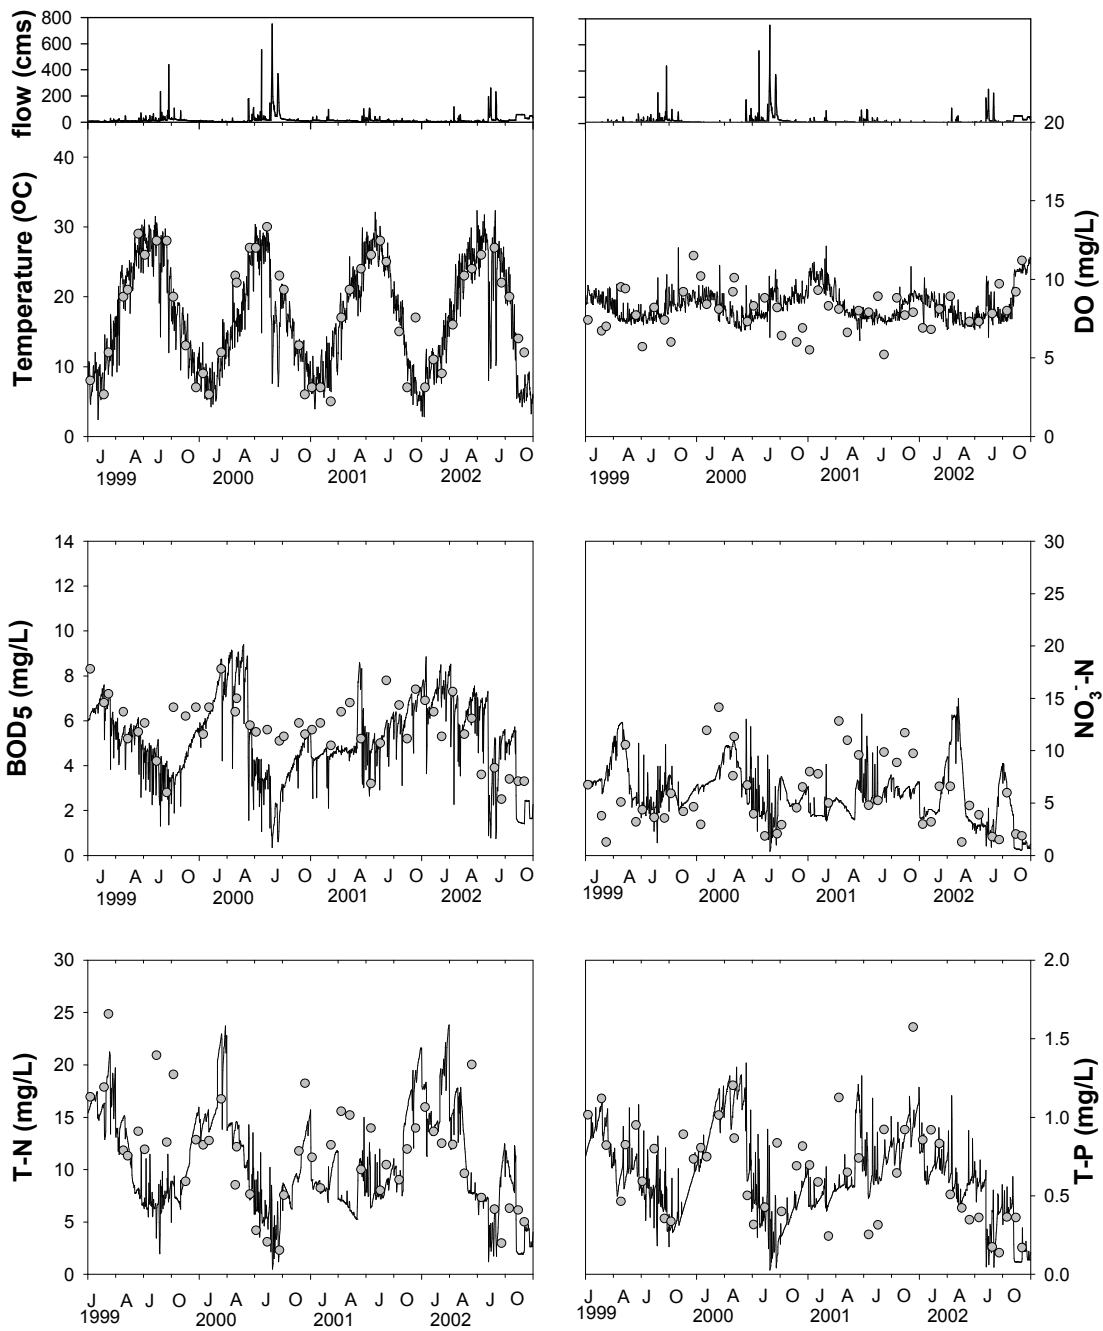 800
600
400
200
0
flow (cms)
40
30
20
10
0
Temperature (ºC)
J A J O J A J O J A J O J A J O
1999 2000 2001 2002
20
15
10
5
0
DO (mg/L)
J A J O J A J O J A J O J A J O
1999 2000 2001 2002
14
12
10
8
6
4
2
0
BOD5 (mg/L)
J A J O J A J O J A J O J A J O
1999 2000 2001 2002
30
25
20
15
10
5
0
NO3--N
J A J O J A J O J A J O J A J O
1999 2000 2001 2002
30
25
20
15
10
5
0
T-N (mg/L)
J A J O J A J O J A J O J A J O
1999 2000 2001 2002
2.0
1.5
1.0
0.5
0.0
T-P (mg/L)
J A J O J A J O J A J O J A J O
1999 2000 2001 2002